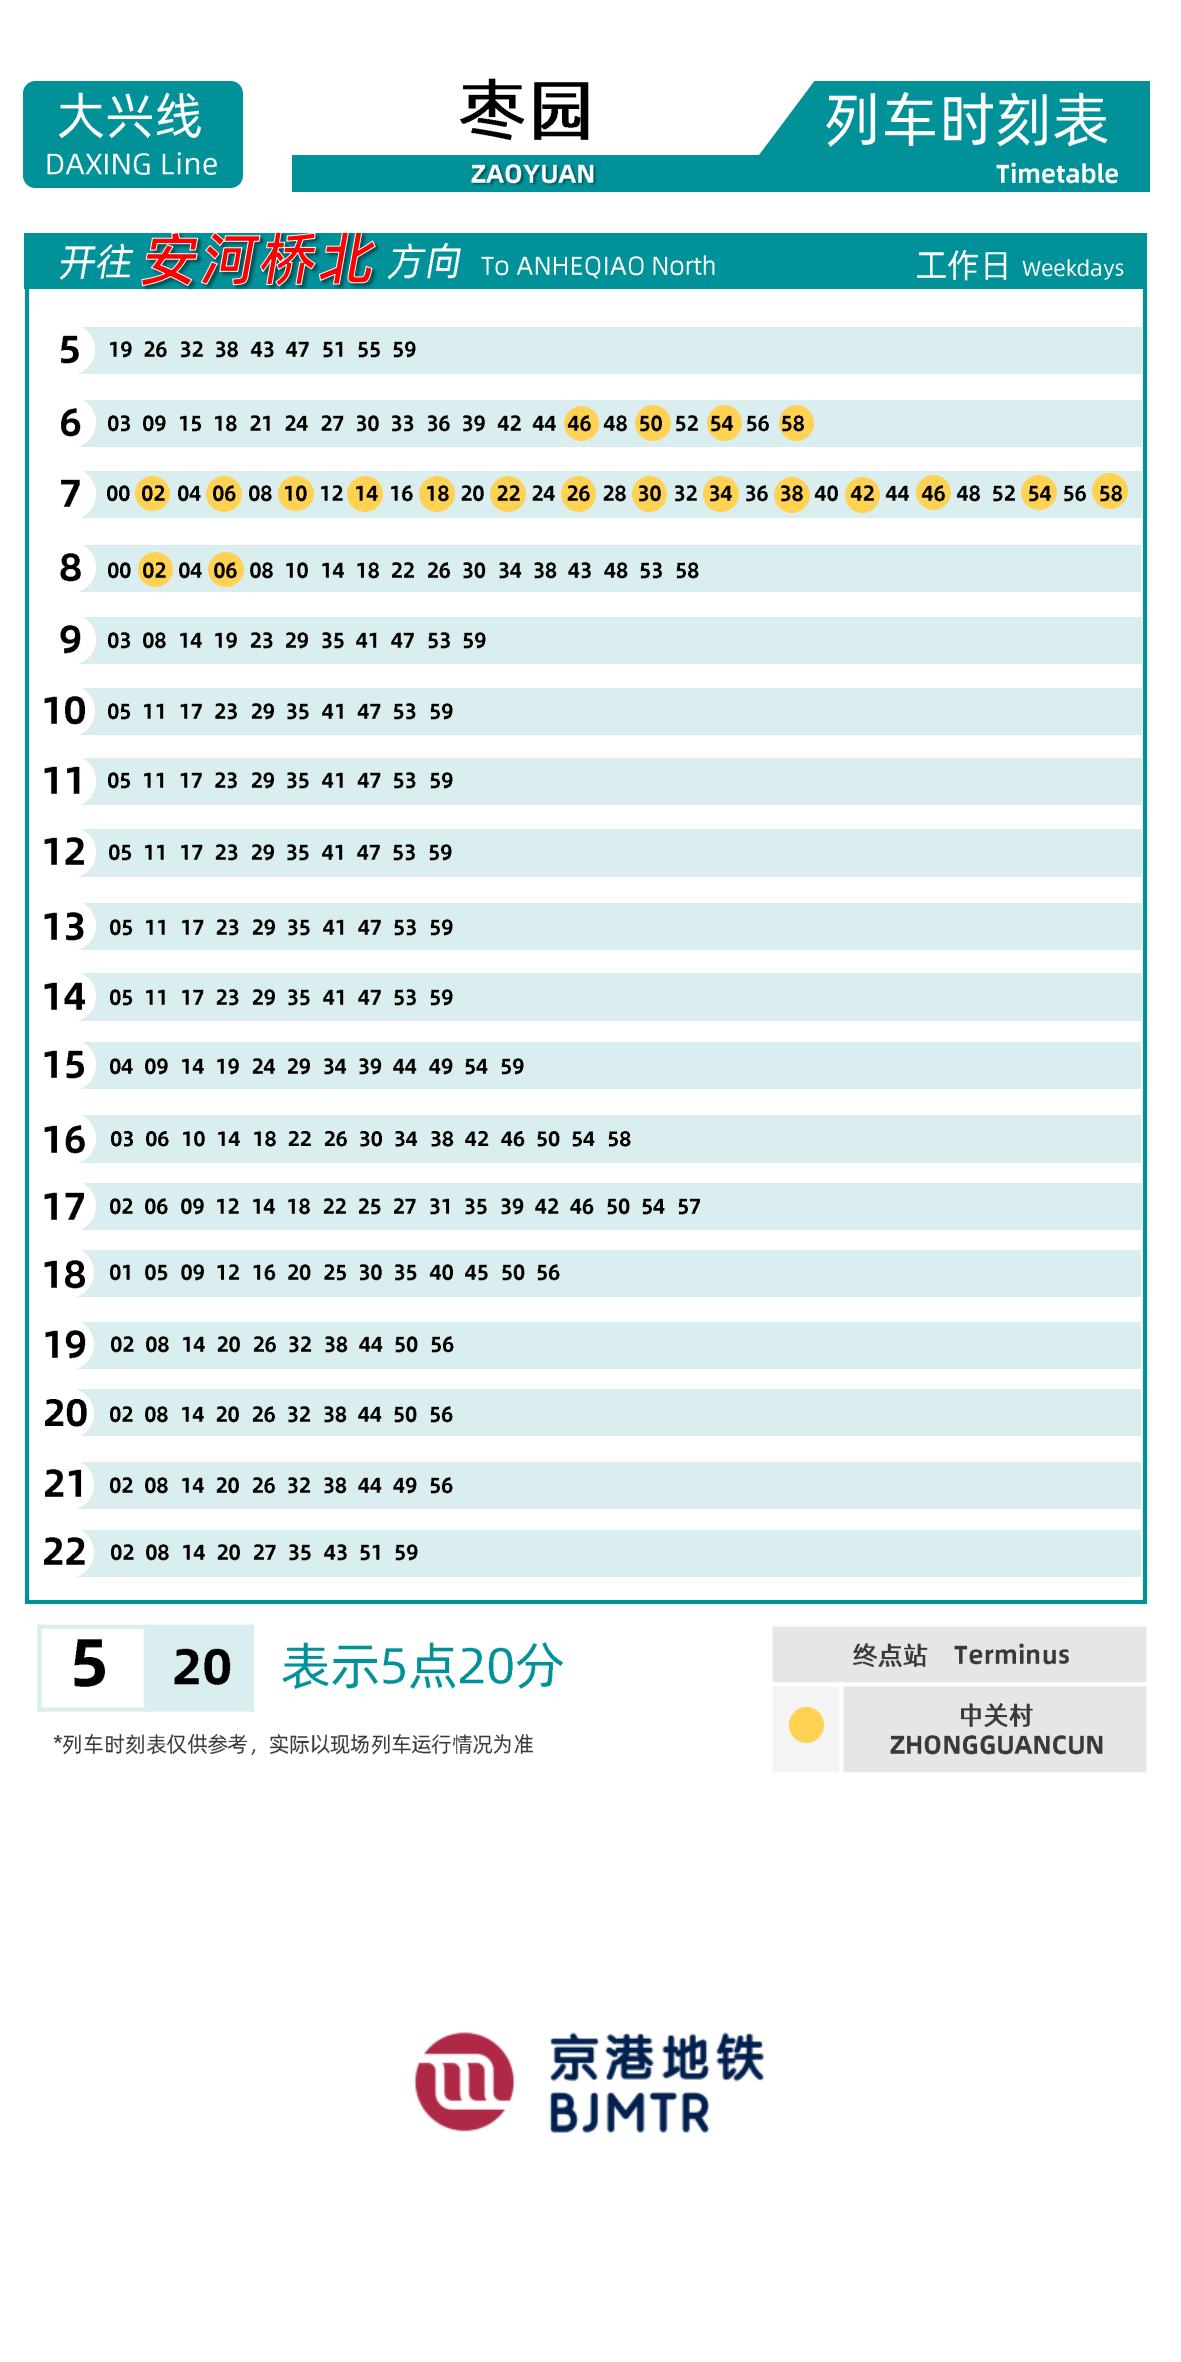 大兴线
DAXING Line
枣园
ZAOYUAN
列车时刻表
Timetable
开往 安河桥北 方向 To ANHEQIAO North 工作日 Weekdays
5 19 26 32 38 43 47 51 55 59
6 03 09 15 18 21 24 27 30 33 36 39 42 44 46 48 50 52 54 56 58
7 00 02 04 06 08 10 12 14 16 18 20 22 24 26 28 30 32 34 36 38 40 42 44 46 48 52 54 56 58
8 00 02 04 06 08 10 14 18 22 26 30 34 38 43 48 53 58
9 03 08 14 19 23 29 35 41 47 53 59
10 05 11 17 23 29 35 41 47 53 59
11 05 11 17 23 29 35 41 47 53 59
12 05 11 17 23 29 35 41 47 53 59
13 05 11 17 23 29 35 41 47 53 59
14 05 11 17 23 29 35 41 47 53 59
15 04 09 14 19 24 29 34 39 44 49 54 59
16 03 06 10 14 18 22 26 30 34 38 42 46 50 54 58
17 02 06 09 12 14 18 22 25 27 31 35 39 42 46 50 54 57
18 01 05 09 12 16 20 25 30 35 40 45 50 56
19 02 08 14 20 26 32 38 44 50 56
20 02 08 14 20 26 32 38 44 50 56
21 02 08 14 20 26 32 38 44 49 56
22 02 08 14 20 27 35 43 51 59
5 20 表示5点20分
*列车时刻表仅供参考，实际以现场列车运行情况为准
终点站 Terminus
中关村
ZHONGGUANCUN
京港地铁
BJMTR